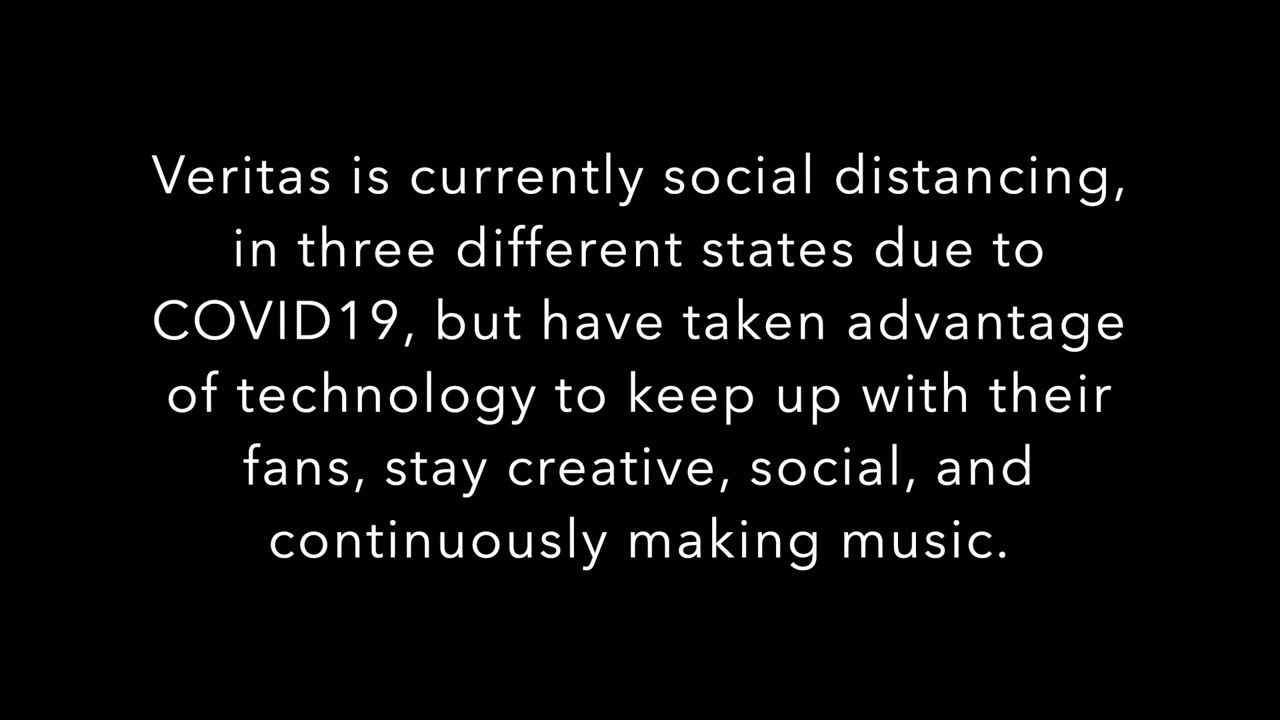 Veritas is currently social distancing,
in three different states due to
COVID19, but have taken advantage
of technology to keep up with their
fans, stay creative, social, and
continuously making music.